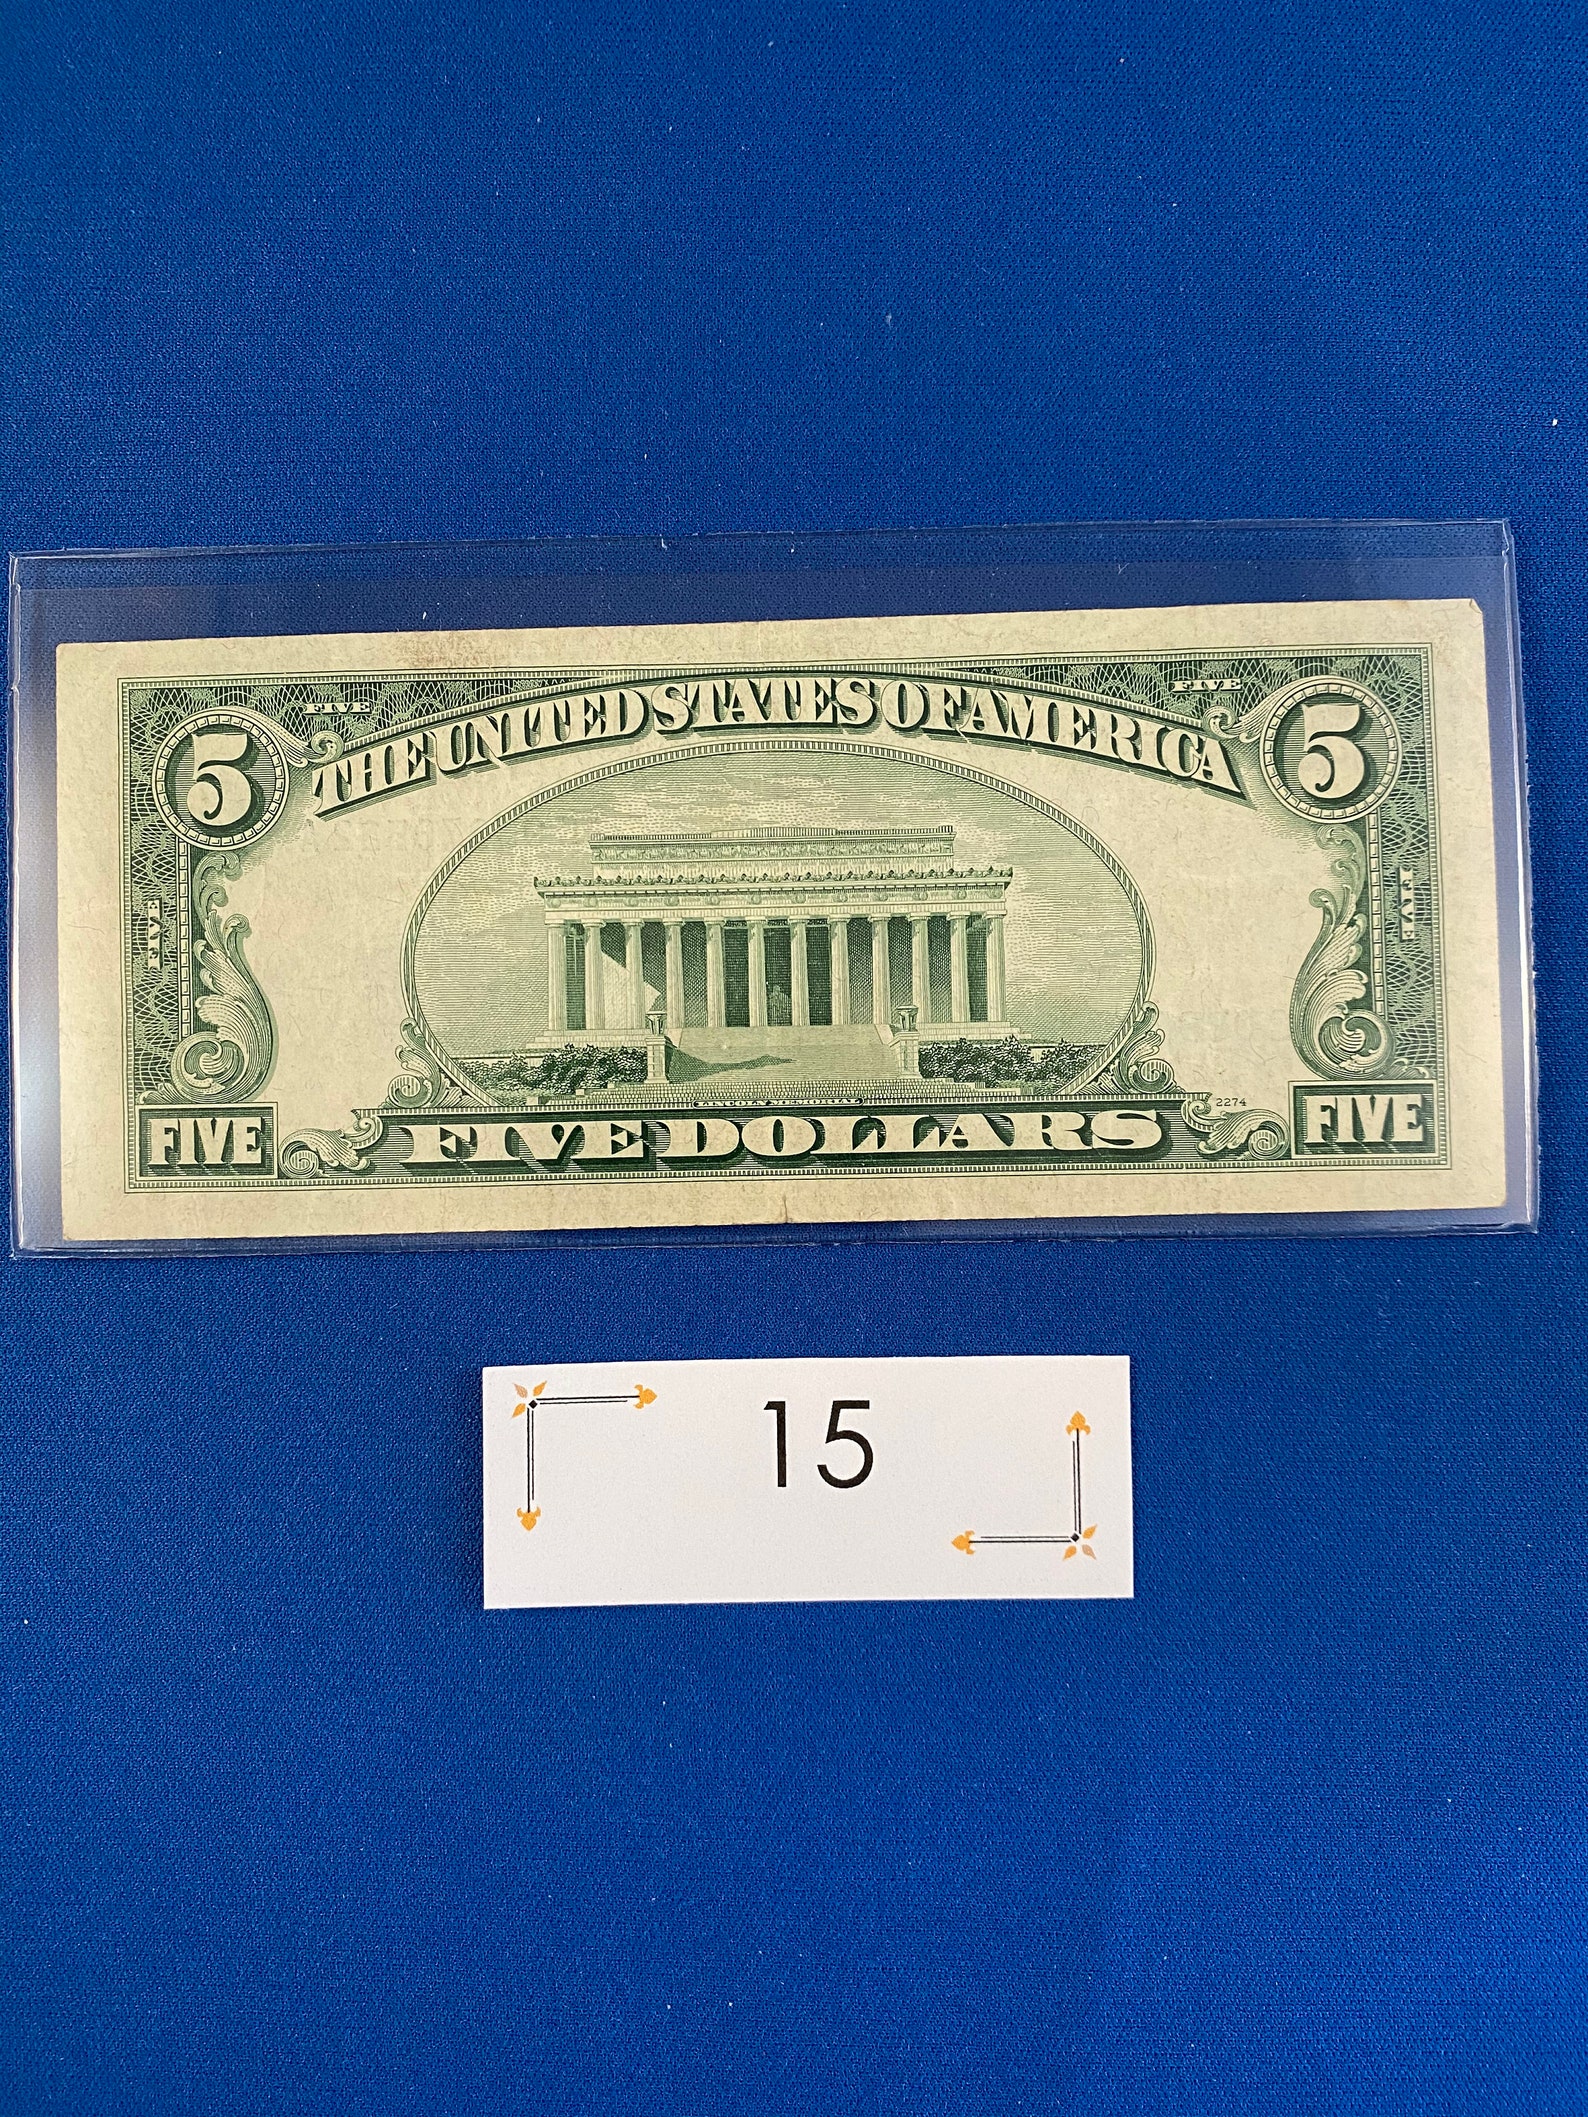 FIVE FIVE
5 THE UNITED STATES OF AMERICA 5
FIVE FIVE
LINCOLN MEMORIAL
2274
FIVE FIVE DOLLARS FIVE
15